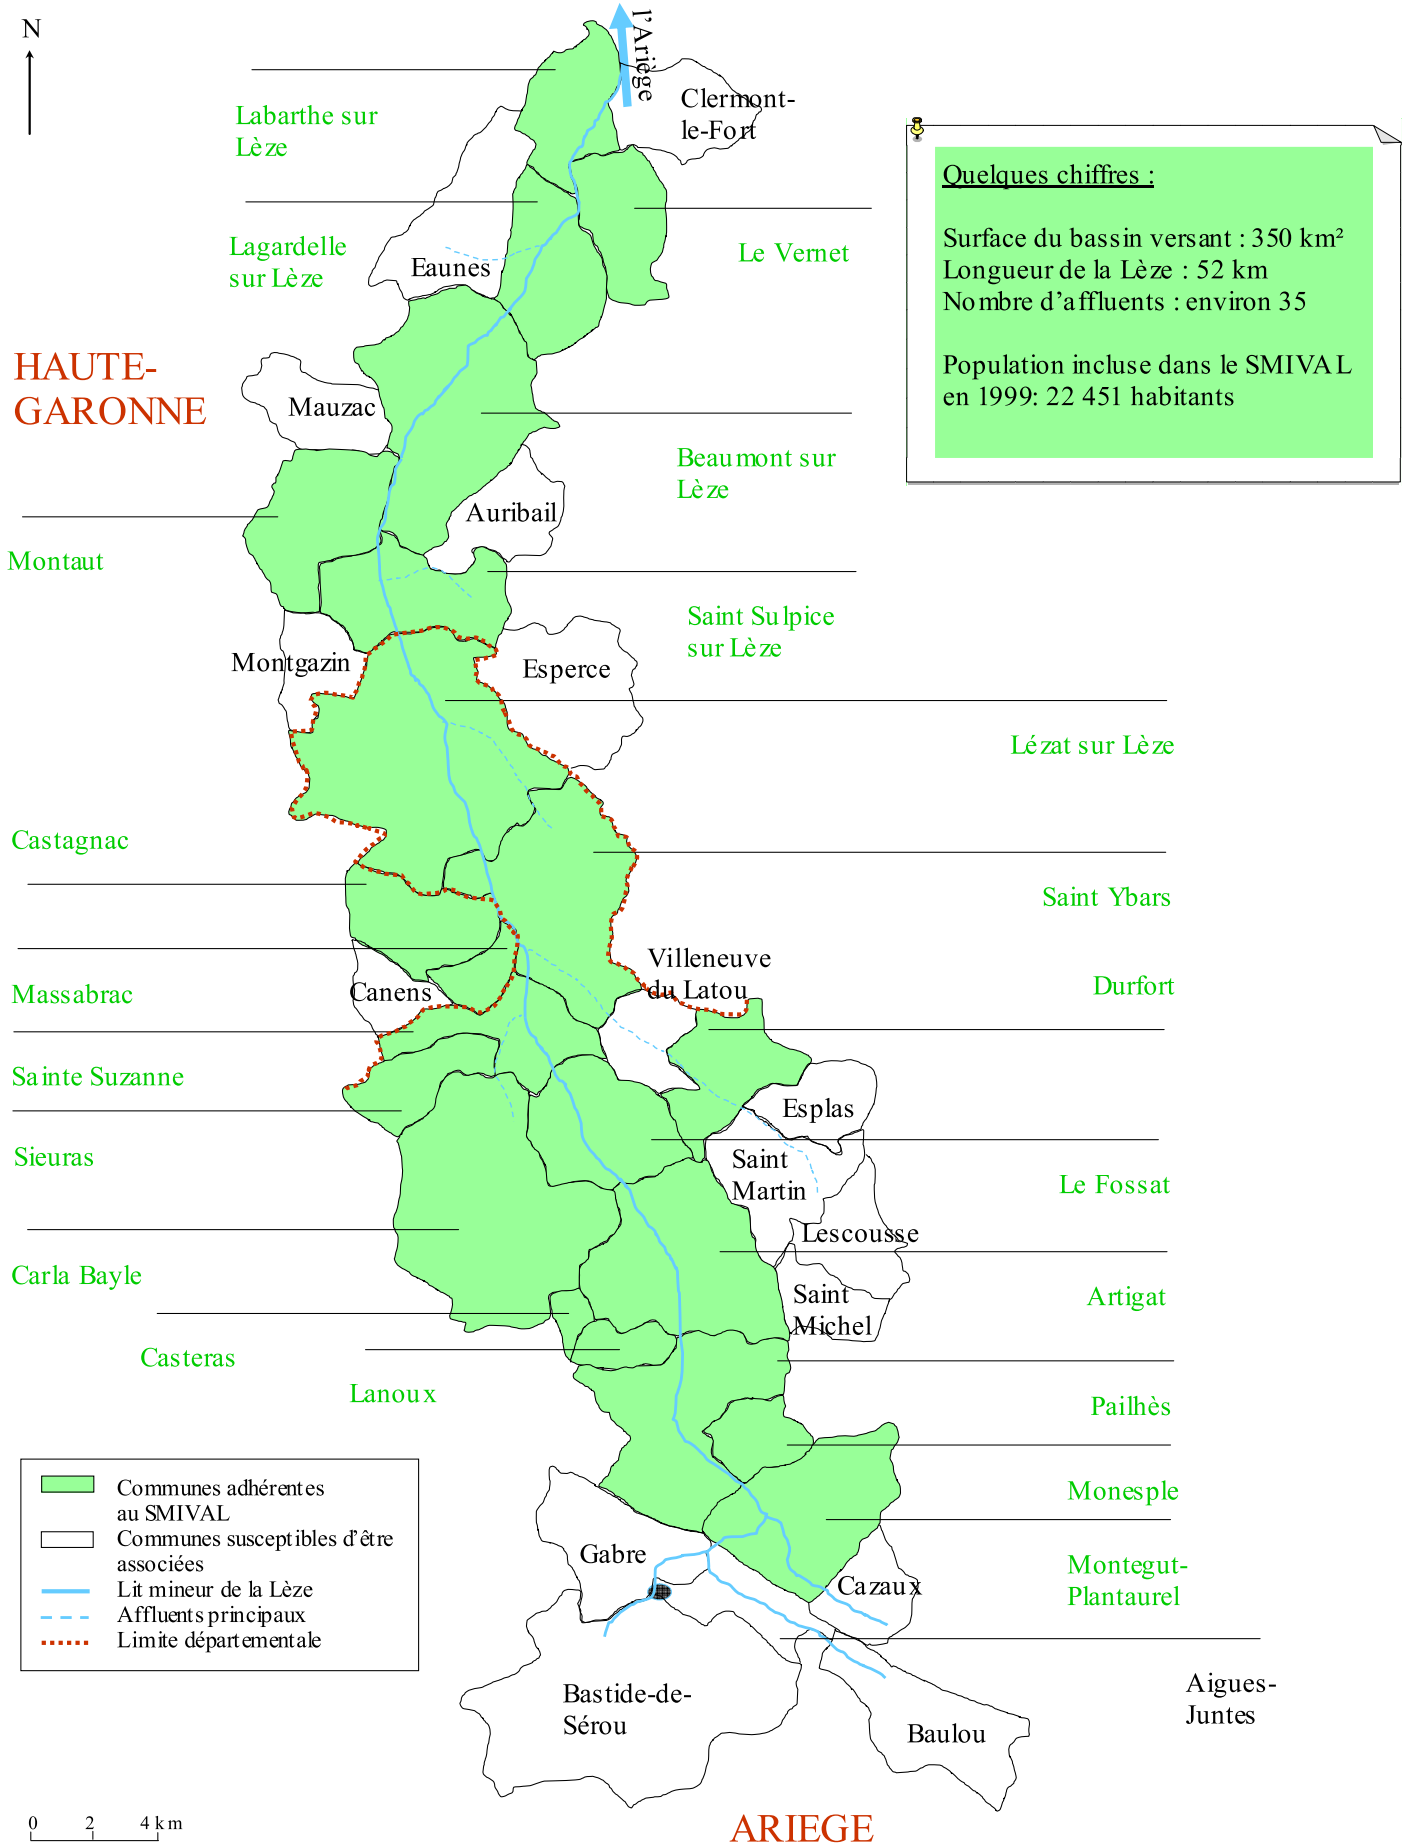 N
l'Ariège
Clermont-
le-Fort
Labarthe sur
Lèze
Quelques chiffres :
Surface du bassin versant : 350 km²
Longueur de la Lèze : 52 km
Nombre d'affluents : environ 35
Population incluse dans le SMIVAL
en 1999: 22 451 habitants
Lagardelle
sur Lèze
Eaunes
Le Vernet
HAUTE-
GARONNE
Mauzac
Beaumont sur
Lèze
Auribail
Montaut
Saint Sulpice
sur Lèze
Montgazin
Esperce
Lézat sur Lèze
Castagnac
Saint Ybars
Villeneuve
du Latou
Durfort
Massabrac
Canens
Sainte Suzanne
Esplas
Sieuras
Saint
Martin
Le Fossat
Lescousse
Carla Bayle
Saint
Michel
Artigat
Casteras
Lanoux
Pailhès
Monesple
Communes adhérentes
au SMIVAL
Communes susceptibles d'être
associées
Lit mineur de la Lèze
Affluents principaux
Limite départementale
Gabre
Cazaux
Montegut-
Plantaurel
Bastide-de-
Sérou
Baulou
Aigues-
Juntes
0 2 4 km
ARIEGE